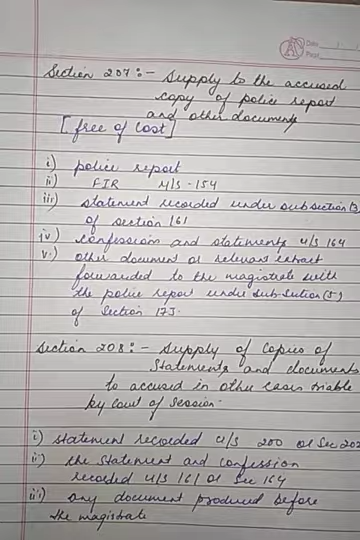 Date
Page
Section 207:- Supply to the accused
copy of police report
and other documents
[free of cost]
i) police report
ii) FIR u/s-154
iii) statement recorded under subsection(3
of section 161
iv) confessions and statements u/s 164
v) other document or relevant extract
forwarded to the magistrate with
the police report under Sub-Section (5)
of Section 173.
Section 208:- Supply of Copies of
Statements and documents
to accused in other cases triable
by court of session.
i) statement recorded u/s 200 or Sec 202
ii) the statement and confession
recorded u/s 161 or Sec 164
iii) any document produced before
the magistrate